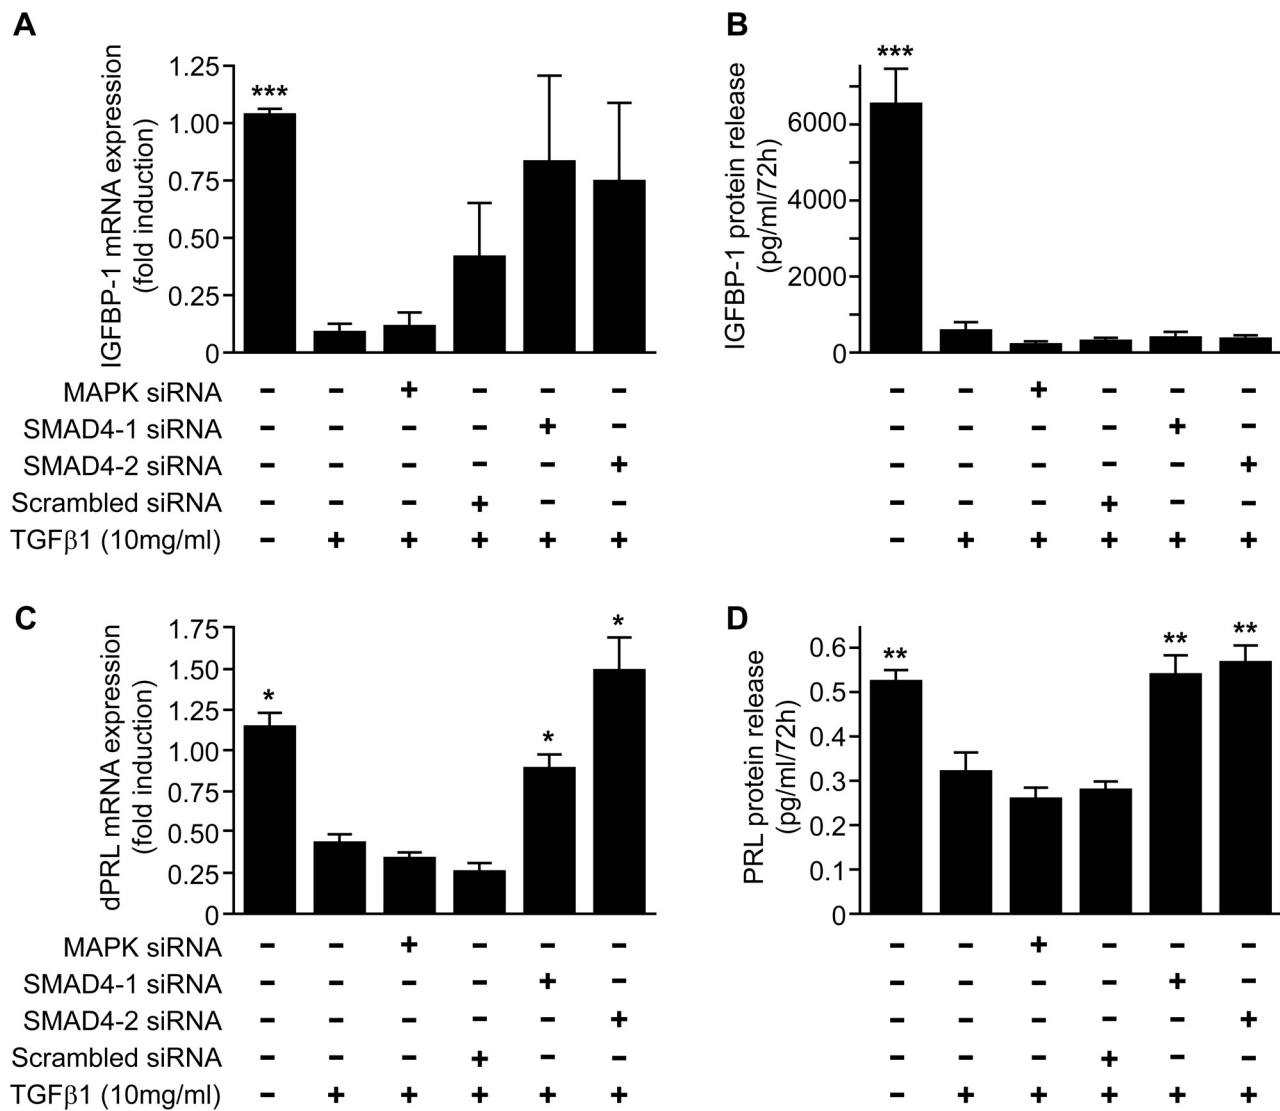 A
IGFBP-1 mRNA expression
(fold induction)
1.25
1.00
0.75
0.50
0.25
0
***
MAPK siRNA − − + − − −
SMAD4-1 siRNA − − − − + −
SMAD4-2 siRNA − − − − − +
Scrambled siRNA − − − + − −
TGFβ1 (10mg/ml) − + + + + +
B
IGFBP-1 protein release
(pg/ml/72h)
6000
4000
2000
0
***
− − + − − −
− − − − + −
− − − − − +
− − − + − −
− + + + + +
C
dPRL mRNA expression
(fold induction)
1.75
1.50
1.25
1.00
0.75
0.50
0.25
0
* * *
MAPK siRNA − − + − − −
SMAD4-1 siRNA − − − − + −
SMAD4-2 siRNA − − − − − +
Scrambled siRNA − − − + − −
TGFβ1 (10mg/ml) − + + + + +
D
PRL protein release
(pg/ml/72h)
0.6
0.5
0.4
0.3
0.2
0.1
0
** ** **
− − + − − −
− − − − + −
− − − − − +
− − − + − −
− + + + + +